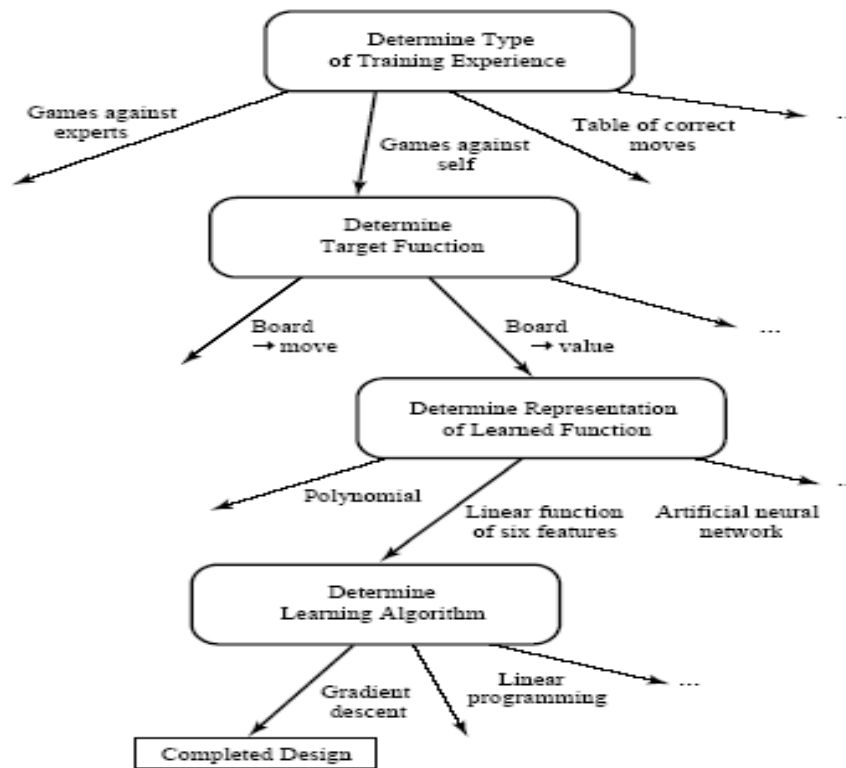 Determine Type
of Training Experience
Games against
experts
Games against
self
Table of correct
moves
...
Determine
Target Function
Board
→ move
Board
→ value
...
Determine Representation
of Learned Function
Polynomial
Linear function
of six features
Artificial neural
network
...
Determine
Learning Algorithm
Gradient
descent
Linear
programming
...
Completed Design